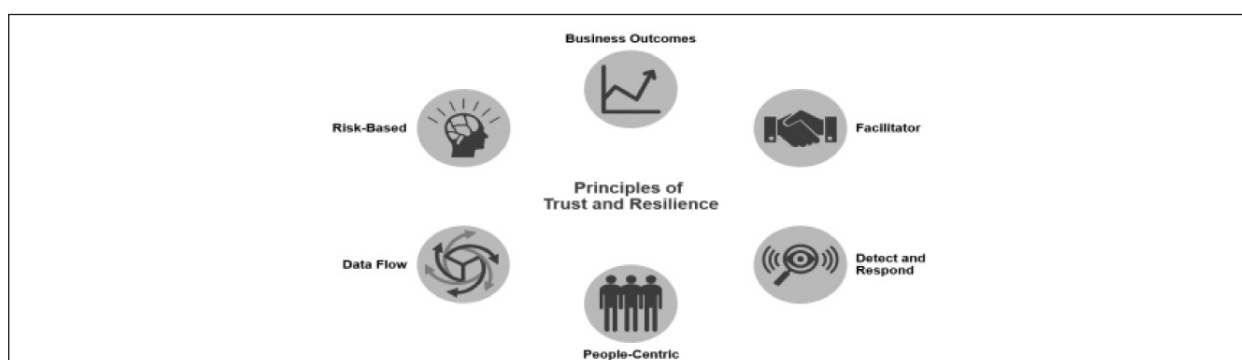 Business Outcomes
Risk-Based
Facilitator
Principles of
Trust and Resilience
Data Flow
Detect and
Respond
People-Centric